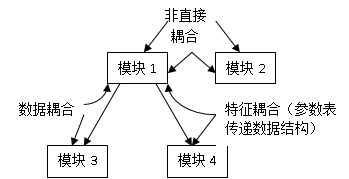 非直接
耦合
模块 1
模块 2
数据耦合
特征耦合（参数表
传递数据结构）
模块 3
模块 4